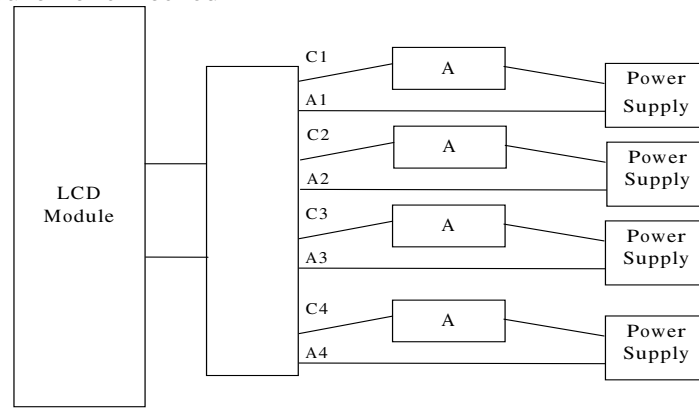 C1
A
Power
Supply
A1
C2
A
Power
Supply
A2
LCD
Module
C3
A
Power
Supply
A3
C4
A
Power
Supply
A4